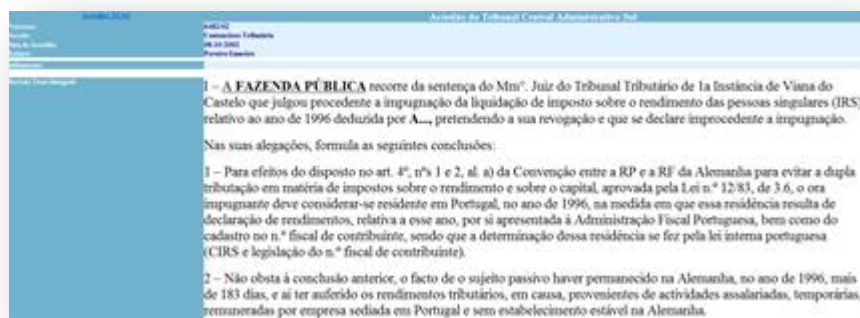 Acórdãos do Tribunal Central Administrativo Sul
Contencioso Tributário
I – A FAZENDA PÚBLICA recorre da sentença do Mmº. Juiz do Tribunal Tributário de 1a Instância de Viana do
Castelo que julgou procedente a impugnação da liquidação de imposto sobre o rendimento das pessoas singulares (IRS)
relativo ao ano de 1996 deduzida por A..., pretendendo a sua revogação e que se declare improcedente a impugnação.
Nas suas alegações, formula as seguintes conclusões:
1 – Para efeitos do disposto no art. 4º, nºs 1 e 2, al. a) da Convenção entre a RP e a RF da Alemanha para evitar a dupla
tributação em matéria de impostos sobre o rendimento e sobre o capital, aprovada pela Lei n.º 12/83, de 3.6, o ora
impugnante deve considerar-se residente em Portugal, no ano de 1996, na medida em que essa residência resulta de
declaração de rendimentos, relativa a esse ano, por si apresentada à Administração Fiscal Portuguesa, bem como do
cadastro no n.º fiscal de contribuinte, sendo que a determinação dessa residência se fez pela lei interna portuguesa
(CIRS e legislação do n.º fiscal de contribuinte).
2 – Não obsta à conclusão anterior, o facto de o sujeito passivo haver permanecido na Alemanha, no ano de 1996, mais
de 183 dias, e ai ter auferido os rendimentos tributários, em causa, provenientes de actividades assalariadas, temporárias,
remuneradas por empresa sediada em Portugal e sem estabelecimento estável na Alemanha.